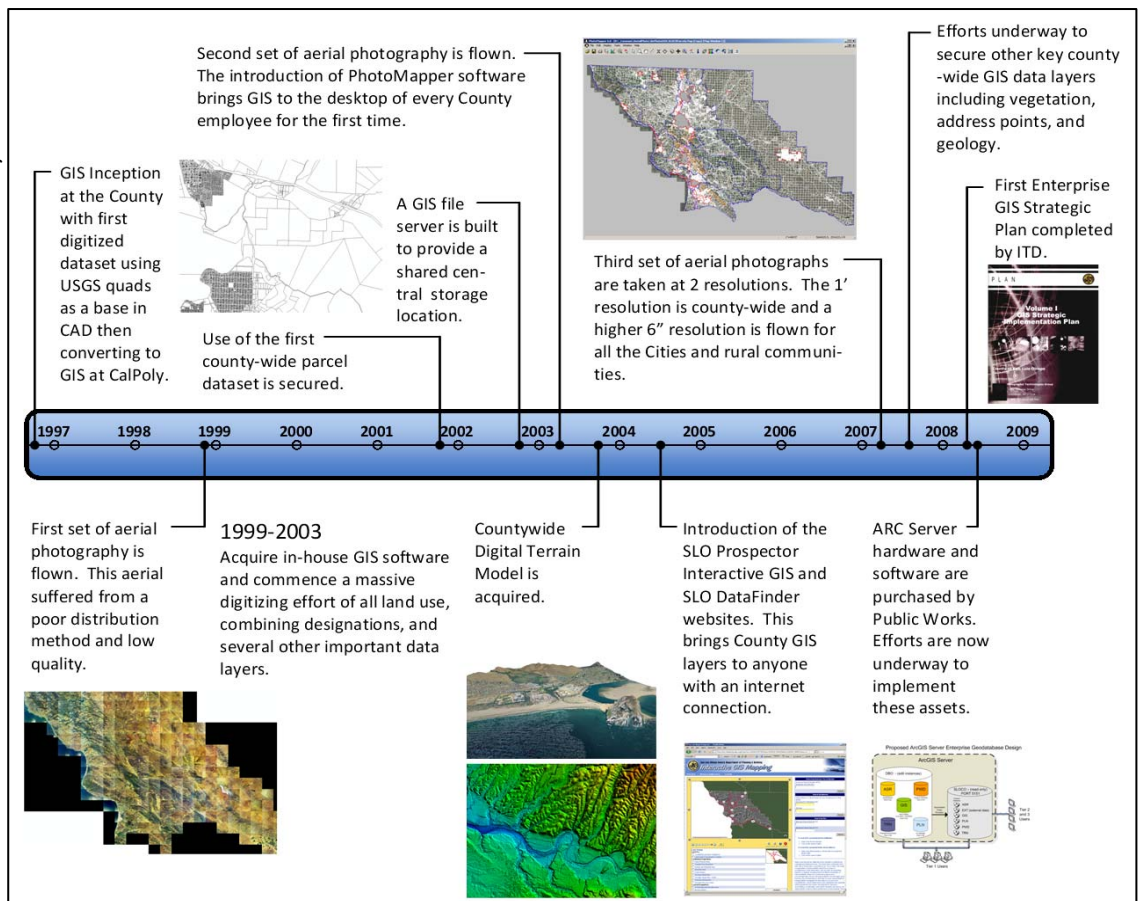 Second set of aerial photography is flown.
The introduction of PhotoMapper software
brings GIS to the desktop of every County
employee for the first time.
Efforts underway to
secure other key county
-wide GIS data layers
including vegetation,
address points, and
geology.
GIS Inception
at the County
with first
digitized
dataset using
USGS quads
as a base in
CAD then
converting to
GIS at CalPoly.
A GIS file
server is built
to provide a
shared cen-
tral storage
location.
Use of the first
county-wide parcel
dataset is secured.
Third set of aerial photographs
are taken at 2 resolutions. The 1’
resolution is county-wide and a
higher 6” resolution is flown for
all the Cities and rural communi-
ties.
First Enterprise
GIS Strategic
Plan completed
by ITD.
PLAN
Volume I
GIS Strategic
Implementation Plan
1997 1998 1999 2000 2001 2002 2003 2004 2005 2006 2007 2008 2009
First set of aerial
photography is
flown. This aerial
suffered from a
poor distribution
method and low
quality.
1999-2003
Acquire in-house GIS software
and commence a massive
digitizing effort of all land use,
combining designations, and
several other important data
layers.
Countywide
Digital Terrain
Model is
acquired.
Introduction of the
SLO Prospector
Interactive GIS and
SLO DataFinder
websites. This
brings County GIS
layers to anyone
with an internet
connection.
ARC Server
hardware and
software are
purchased by
Public Works.
Efforts are now
underway to
implement
these assets.
Interactive GIS Mapping
Proposed ArcGIS Server Enterprise Geodatabase Design
ArcGIS Server
Tier 2
and 3
Users
Tier 1 Users